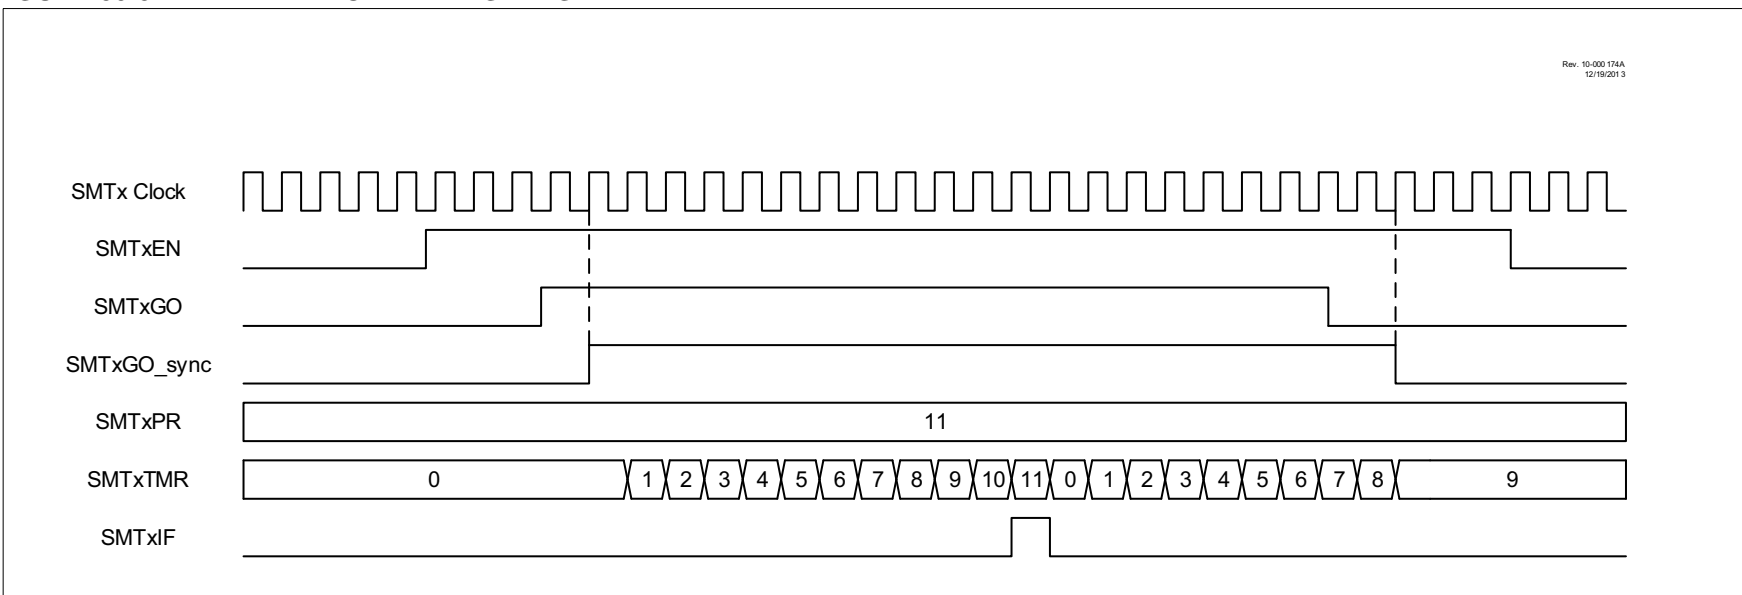 Rev. 10-000 174A
12/19/201 3
SMTx Clock
SMTxEN
SMTxGO
SMTxGO_sync
SMTxPR 11
SMTxTMR 0 1 2 3 4 5 6 7 8 9 10 11 0 1 2 3 4 5 6 7 8 9
SMTxIF